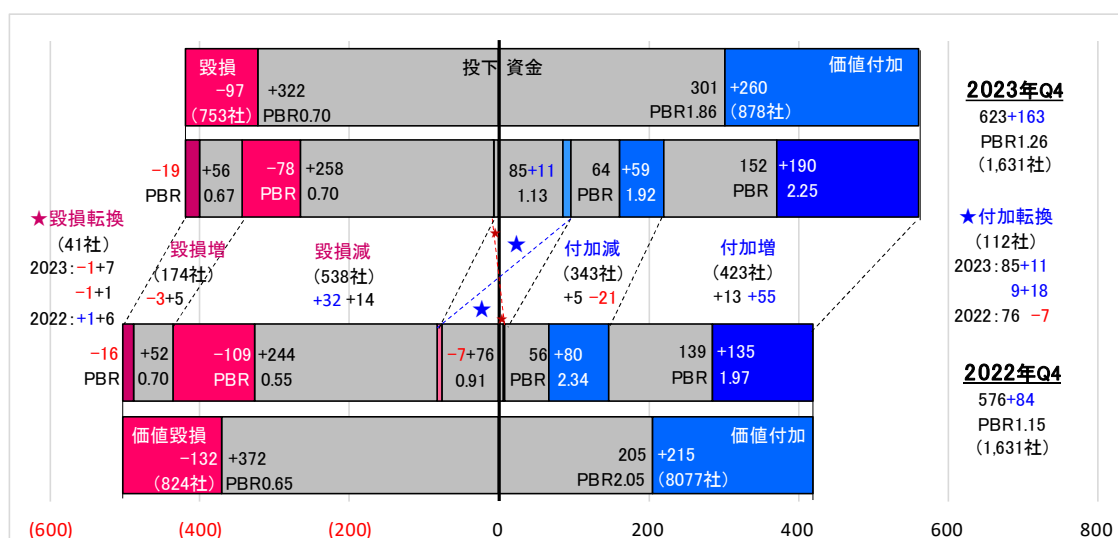 毀損
−97
(753社)
+322
PBR0.70
投下 資金
301
PBR1.86
価値付加
+260
(878社)
2023年Q4
623+163
PBR1.26
(1,631社)
−19
PBR
+56
0.67
−78
PBR
+258
0.70
85+11
1.13
64
PBR
+59
1.92
152
PBR
+190
2.25
★毀損転換
(41社)
2023:−1+7
−1+1
2022:+1+6
毀損増
(174社)
−3+5
毀損減
(538社)
+32 +14
★
★
★
★
付加減
(343社)
+5 −21
付加増
(423社)
+13 +55
★付加転換
(112社)
2023:85+11
9+18
2022:76 −7
−16
PBR
+52
0.70
−109
PBR
+244
0.55
−7+76
0.91
56
PBR
+80
2.34
139
PBR
+135
1.97
2022年Q4
576+84
PBR1.15
(1,631社)
価値毀損
−132
(824社)
+372
PBR0.65
205
PBR2.05
価値付加
+215
(8077社)
(600)
(400)
(200)
0
200
400
600
800